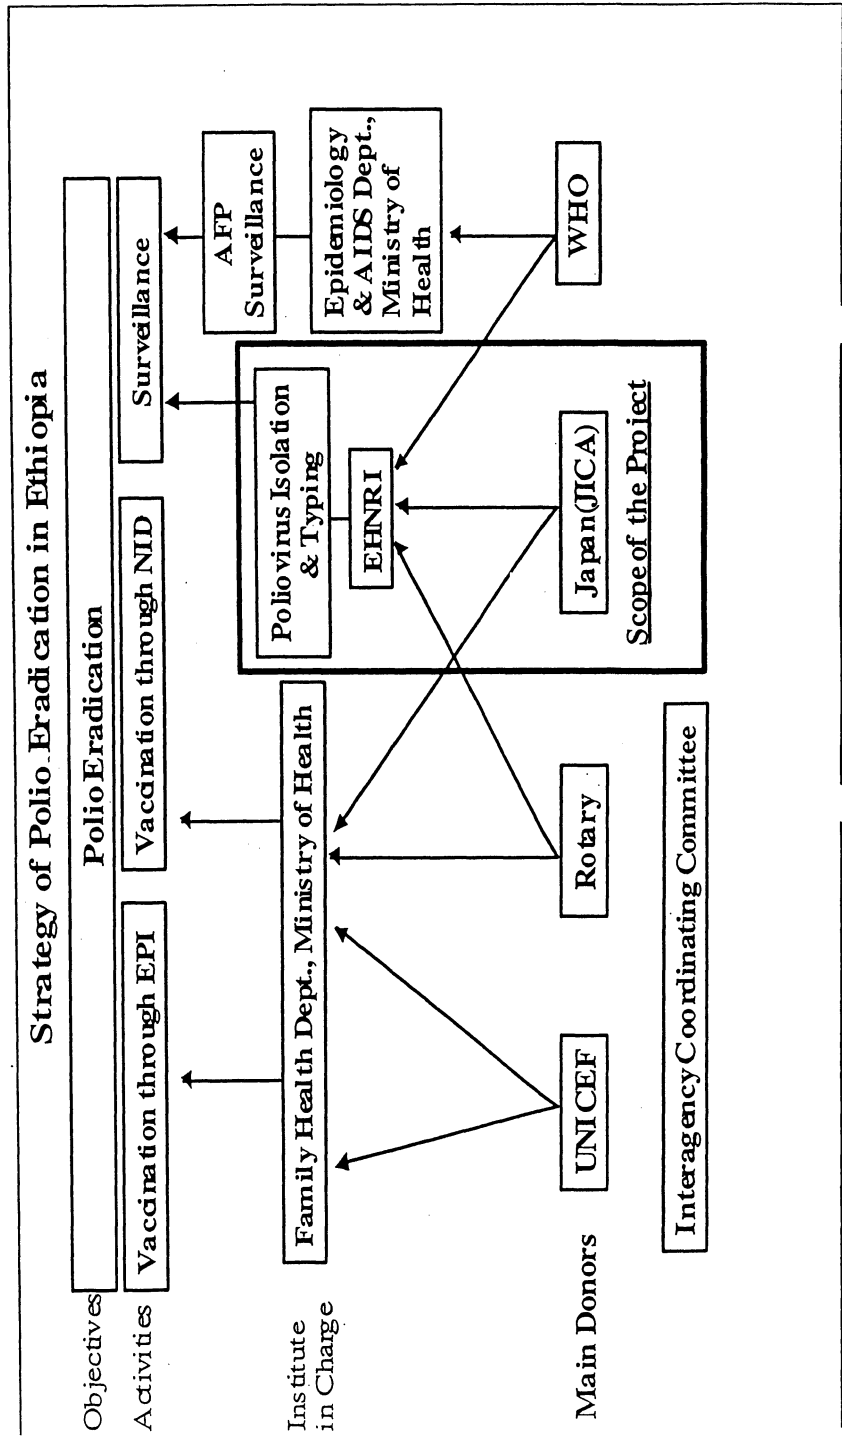 Strategy of Polio Eradication in Ethiopia
Objectives
Polio Eradication
Activities
Vaccination through EPI
Vaccination through NID
Surveillance
AFP
Surveillance
Institute
in Charge
Family Health Dept., Ministry of Health
Poliovirus Isolation
& Typing
EHNRI
Epidemiology
& AIDS Dept.,
Ministry of
Health
Main Donors
UNICEF
Rotary
Japan(JICA)
WHO
Scope of the Project
Interagency Coordinating Committee